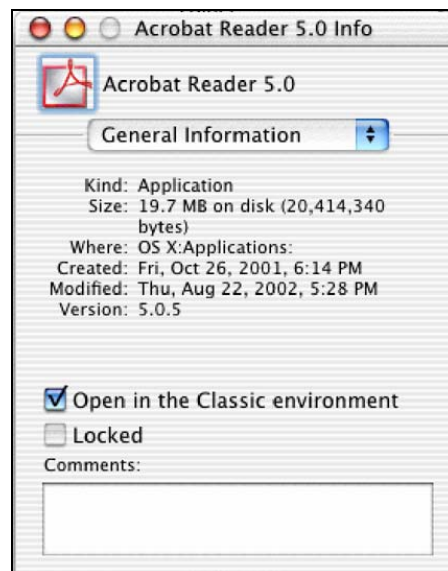 Acrobat Reader 5.0 Info
Acrobat Reader 5.0
General Information
Kind: Application
Size: 19.7 MB on disk (20,414,340
bytes)
Where: OS X:Applications:
Created: Fri, Oct 26, 2001, 6:14 PM
Modified: Thu, Aug 22, 2002, 5:28 PM
Version: 5.0.5
Open in the Classic environment
Locked
Comments: